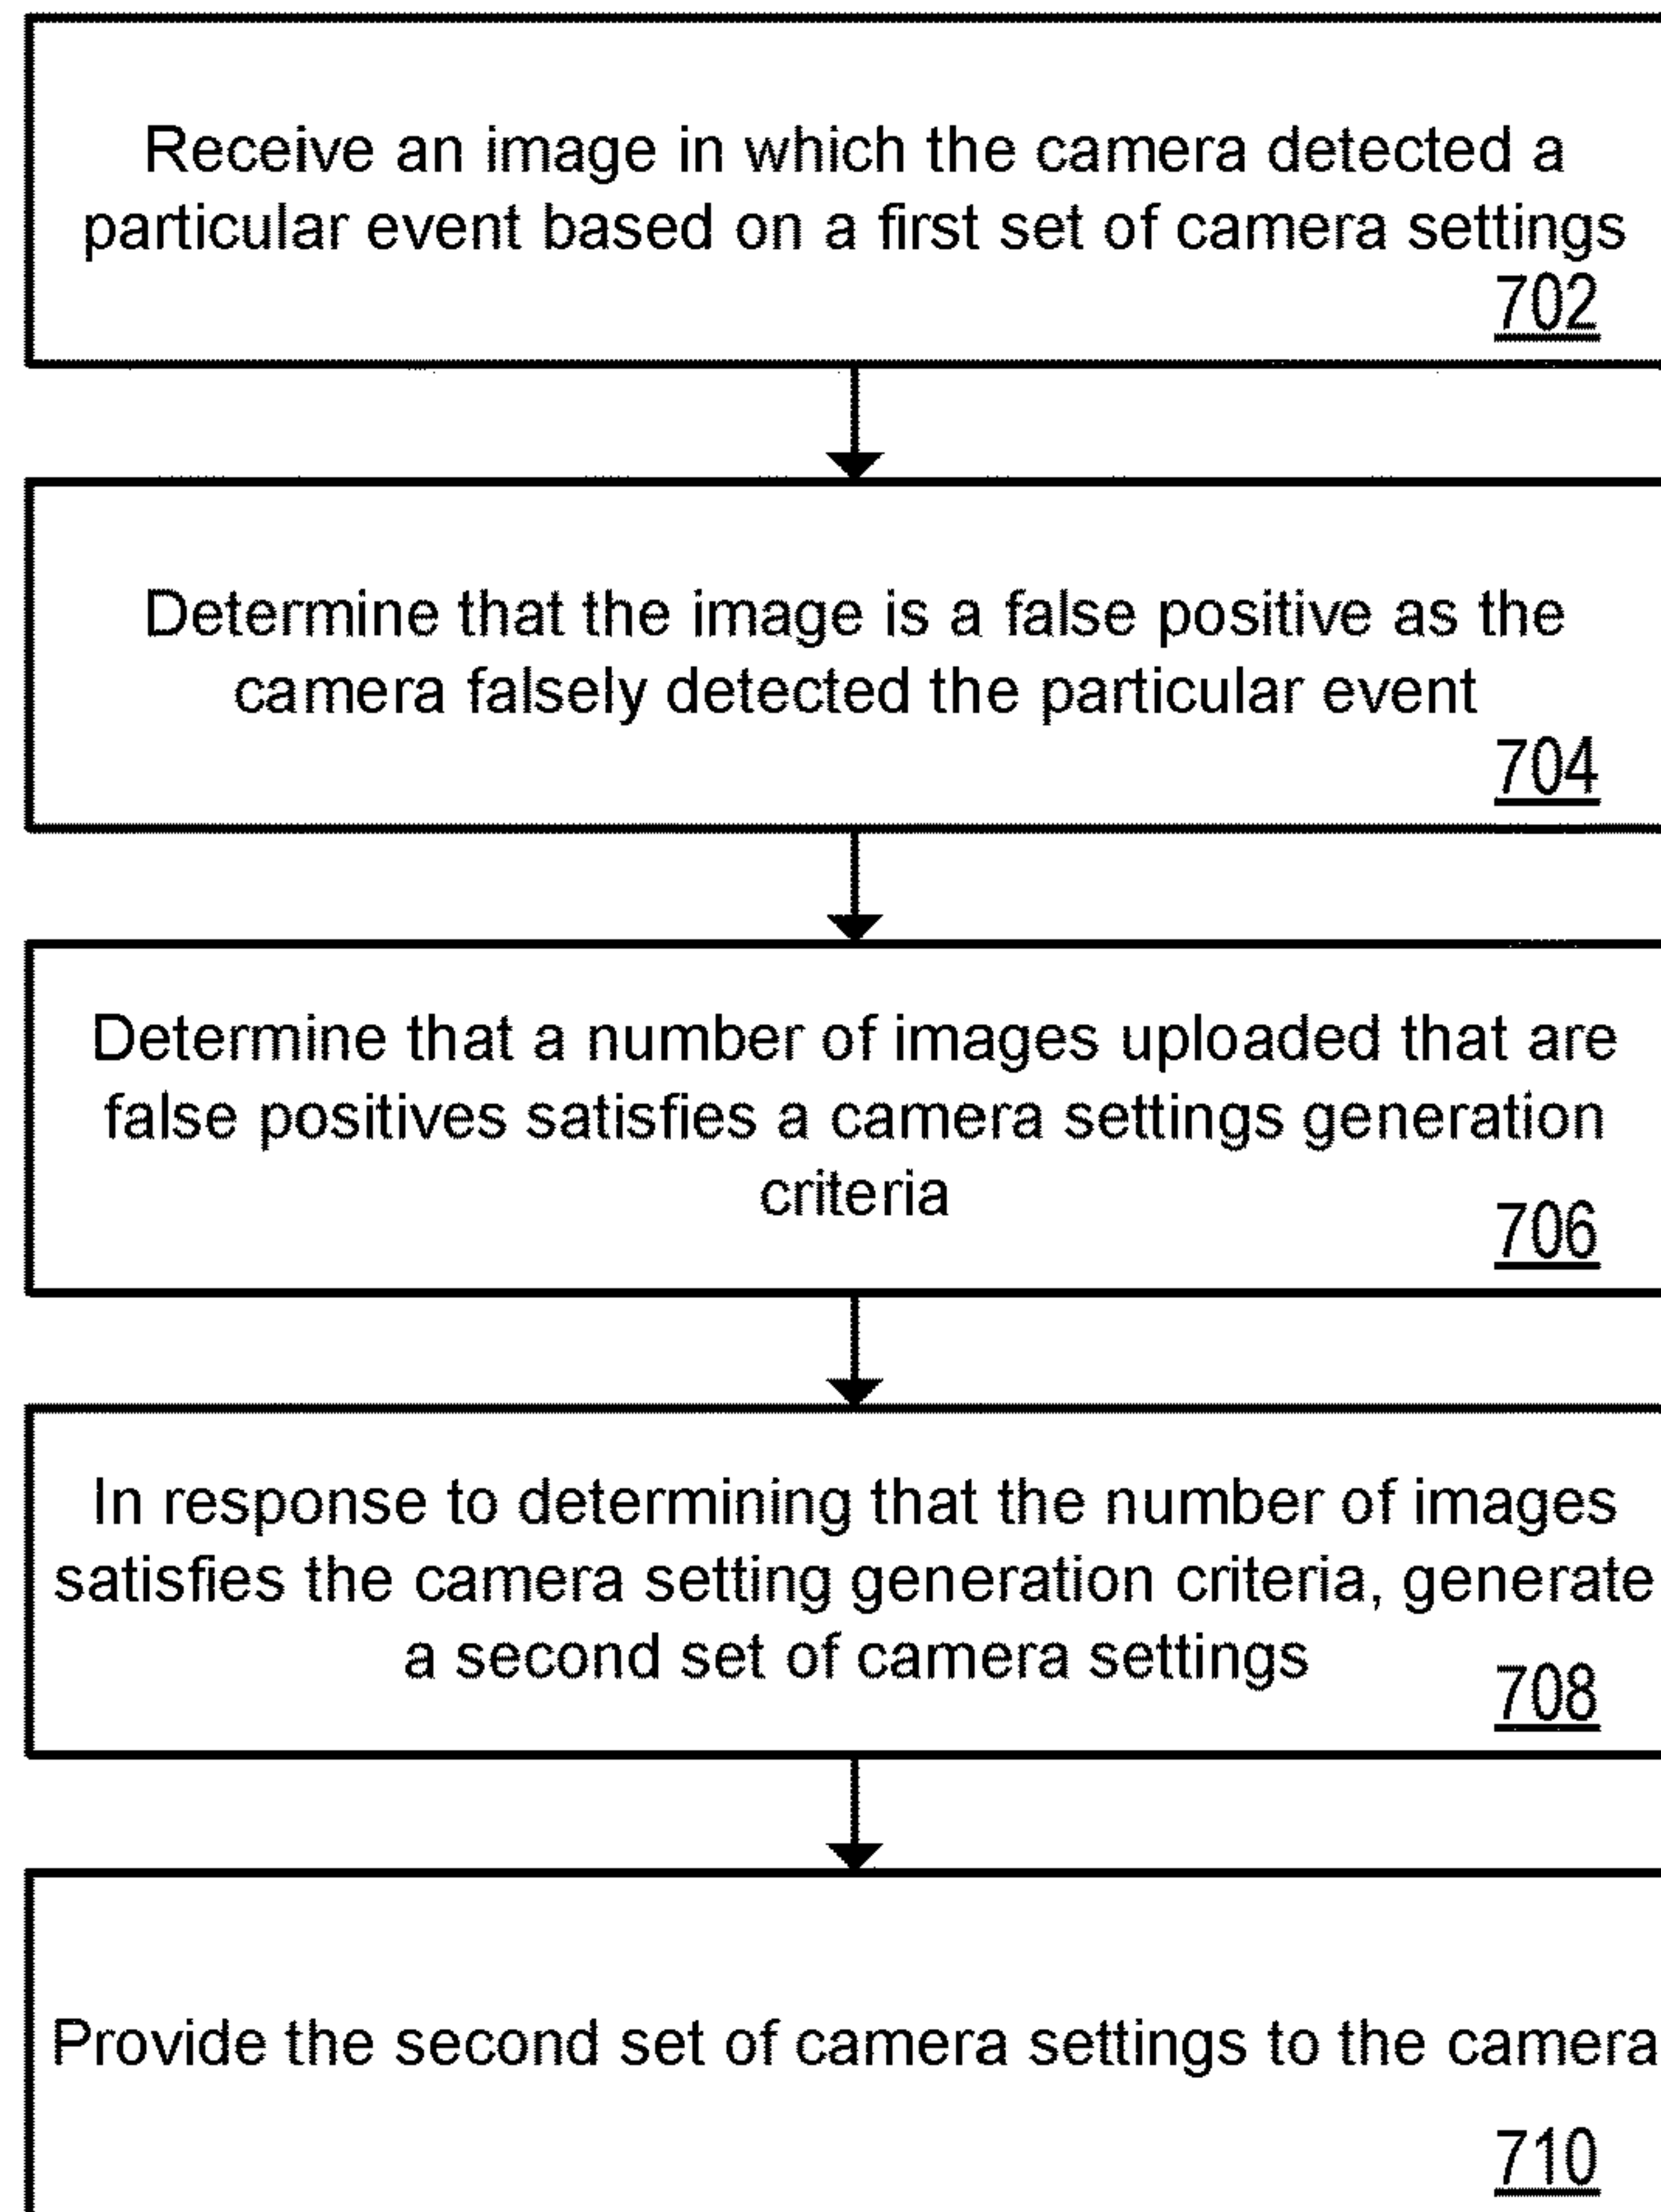 Receive an image in which the camera detected a
particular event based on a first set of camera settings
702
Determine that the image is a false positive as the
camera falsely detected the particular event
704
Determine that a number of images uploaded that are
false positives satisfies a camera settings generation
criteria
706
In response to determining that the number of images
satisfies the camera setting generation criteria, generate
a second set of camera settings
708
Provide the second set of camera settings to the camera
710